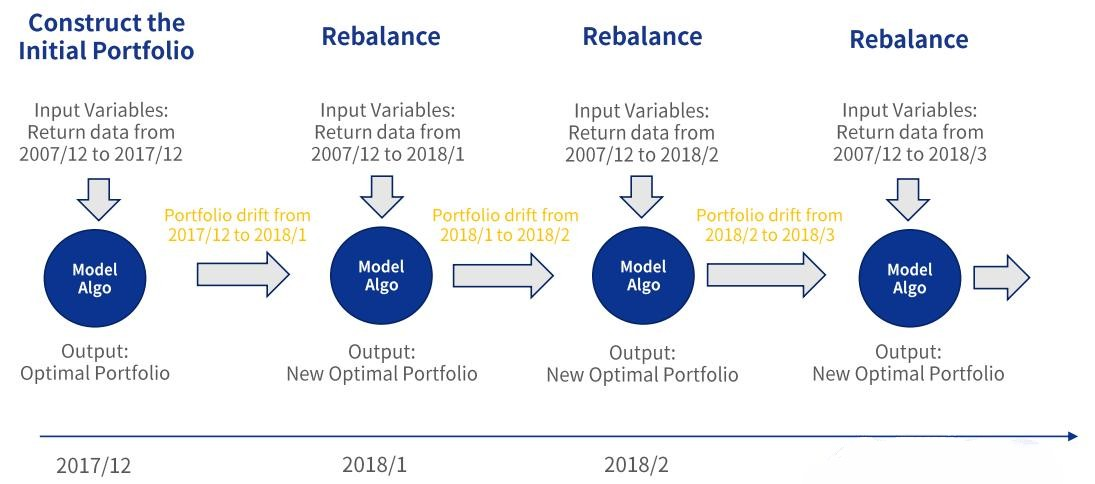 Construct the
Initial Portfolio
Rebalance
Rebalance
Rebalance
Input Variables:
Return data from
2007/12 to 2017/12
Input Variables:
Return data from
2007/12 to 2018/1
Input Variables:
Return data from
2007/12 to 2018/2
Input Variables:
Return data from
2007/12 to 2018/3
Portfolio drift from
2017/12 to 2018/1
Portfolio drift from
2018/1 to 2018/2
Portfolio drift from
2018/2 to 2018/3
Model
Algo
Model
Algo
Model
Algo
Model
Algo
Output:
Optimal Portfolio
Output:
New Optimal Portfolio
Output:
New Optimal Portfolio
Output:
New Optimal Portfolio
2017/12
2018/1
2018/2